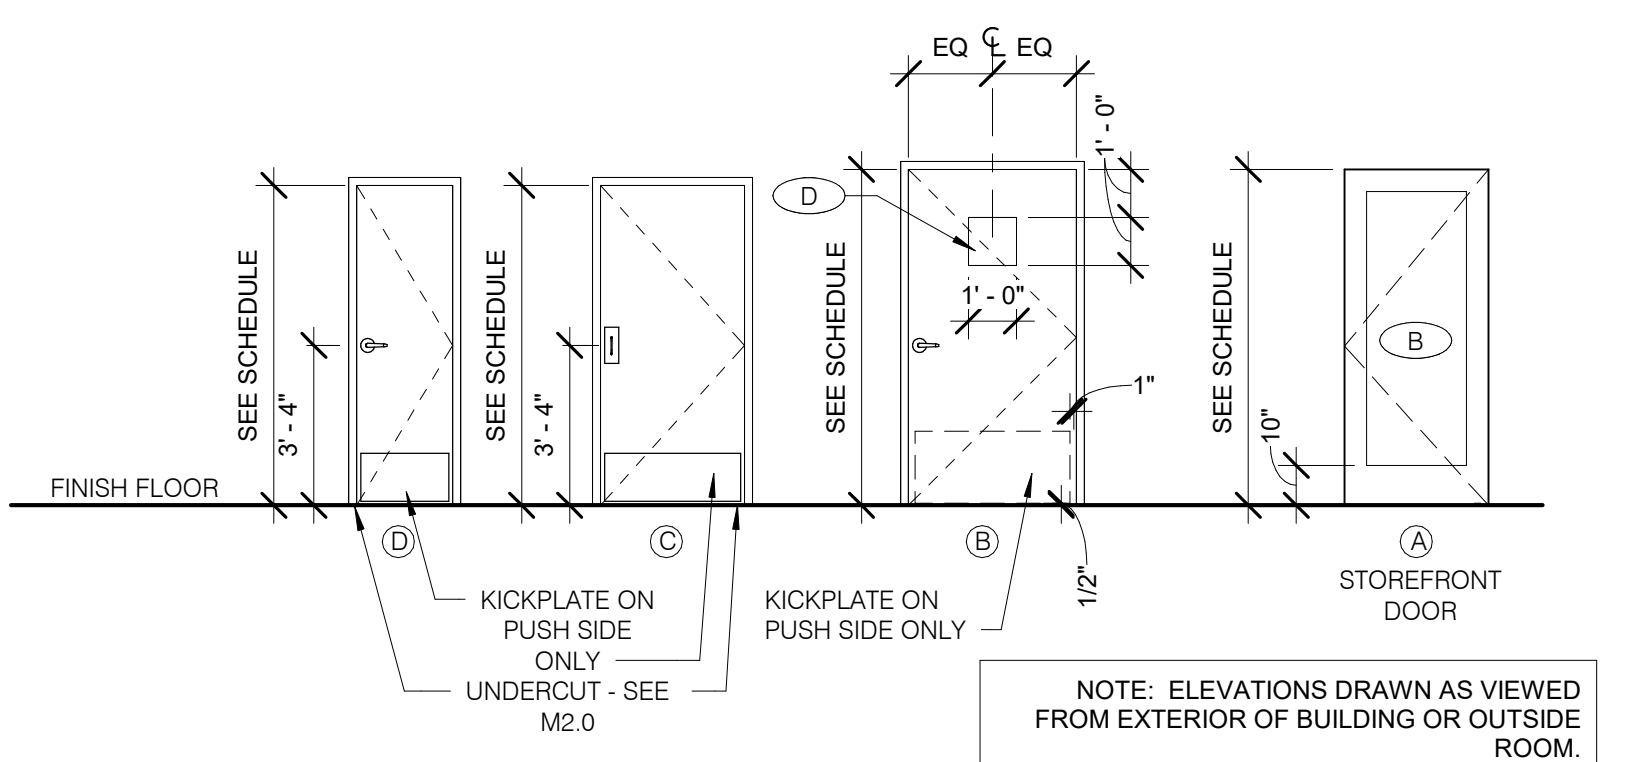 EQ ℄ EQ
1' - 0"
1' - 0"
D
SEE SCHEDULE
3' - 4"
SEE SCHEDULE
3' - 4"
SEE SCHEDULE
1"
SEE SCHEDULE
B
10"
FINISH FLOOR
D
C
B
A
STOREFRONT
DOOR
1/2"
KICKPLATE ON
PUSH SIDE
ONLY
UNDERCUT - SEE
M2.0
KICKPLATE ON
PUSH SIDE ONLY
NOTE: ELEVATIONS DRAWN AS VIEWED
FROM EXTERIOR OF BUILDING OR OUTSIDE
ROOM.